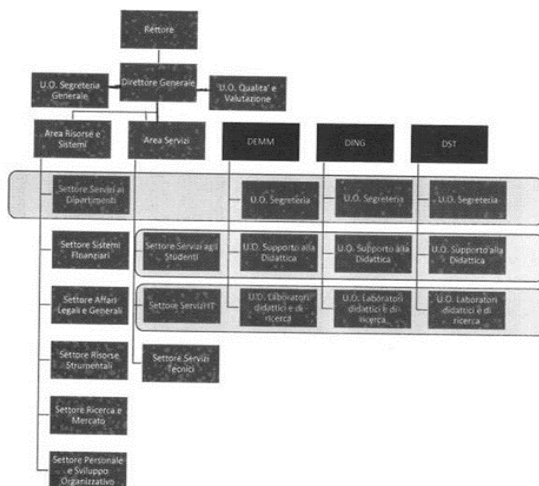 Rettore
U.O. Segreteria
Generale
Direttore Generale
U.O. Qualita' e
Valutazione
Area Risorse e
Sistemi
Area Servizi
DEMM
DING
DST
Settore Servizi ai
Dipartimenti
U.O. Segreteria
U.O. Segreteria
U.O. Segreteria
Settore Sistemi
Finanziari
Settore Servizi agli
Studenti
U.O. Supporto alla
Didattica
U.O. Supporto alla
Didattica
U.O. Supporto alla
Didattica
Settore Affari
Legali e Generali
Settore Servizi IT
U.O. Laboratori
didattici e di
ricerca
U.O. Laboratori
didattici e di
ricerca
U.O. Laboratori
didattici e di
ricerca
Settore Risorse
Strumentali
Settore Servizi
Tecnici
Settore Ricerca e
Mercato
Settore Personale
e Sviluppo
Organizzativo